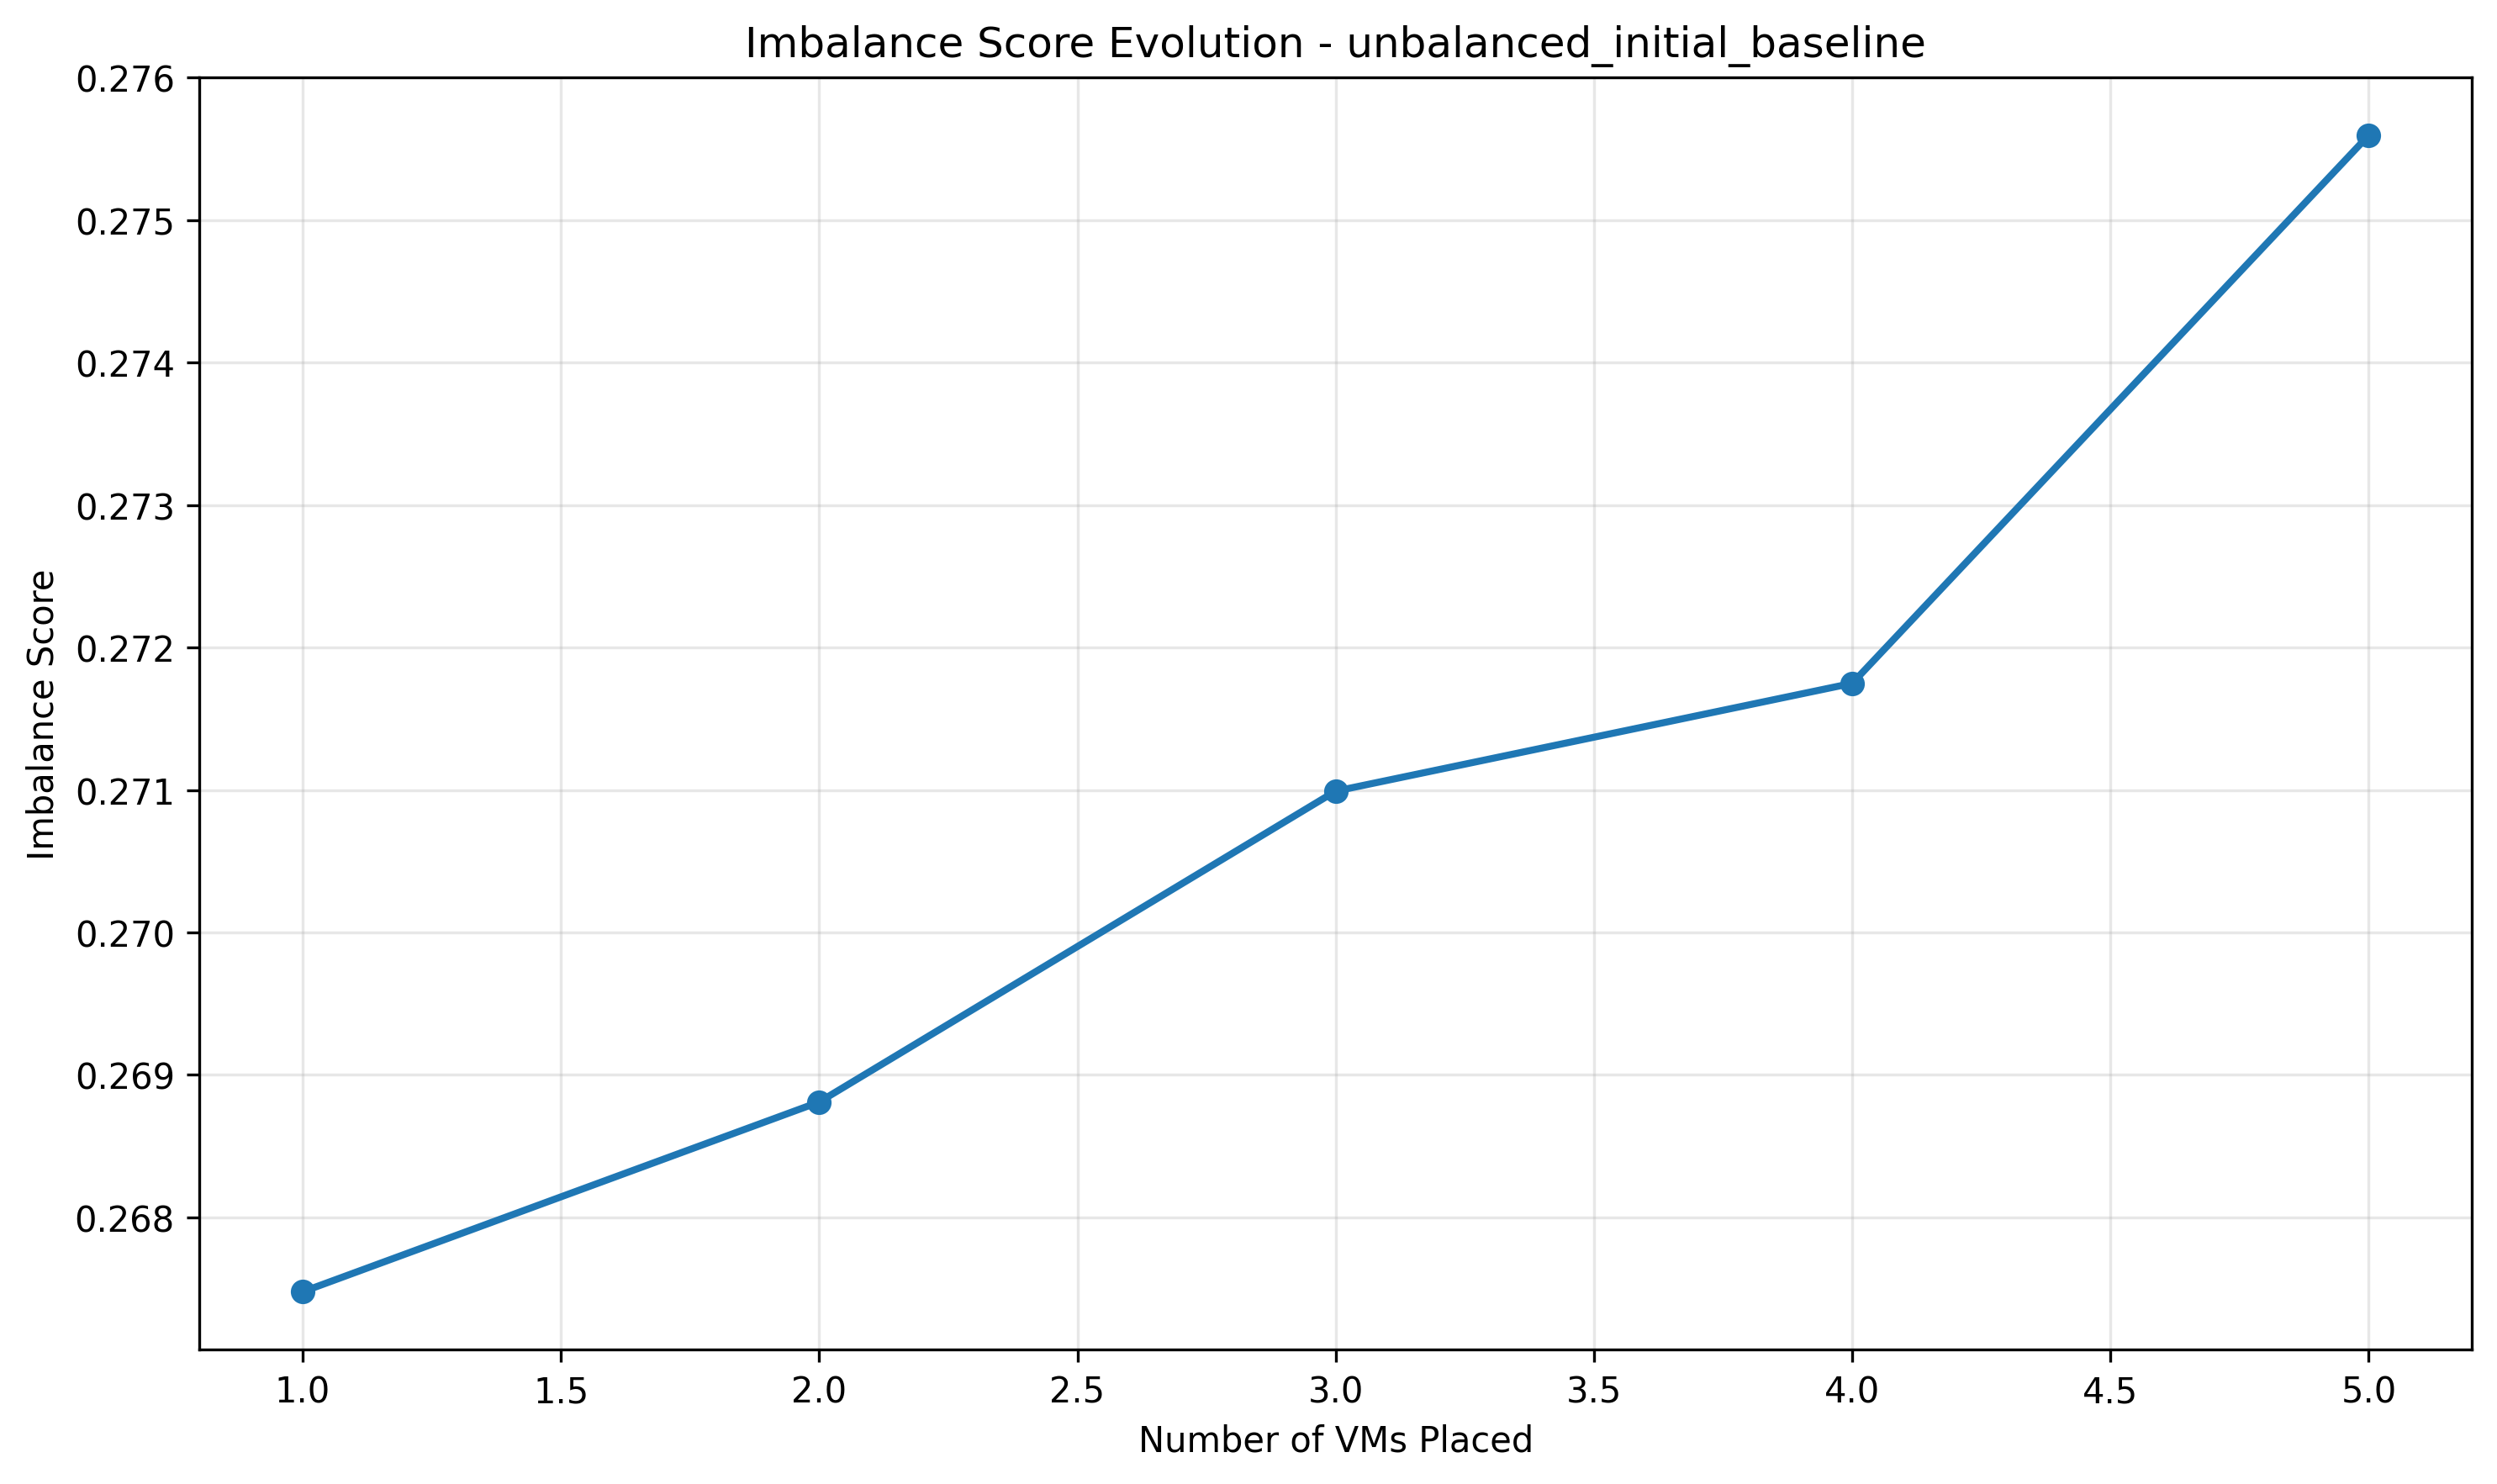 Imbalance Score Evolution - unbalanced_initial_baseline
0.276
0.275
0.274
0.273
0.272
0.271
0.270
0.269
0.268
Imbalance Score
1.0 1.5 2.0 2.5 3.0 3.5 4.0 4.5 5.0
Number of VMs Placed